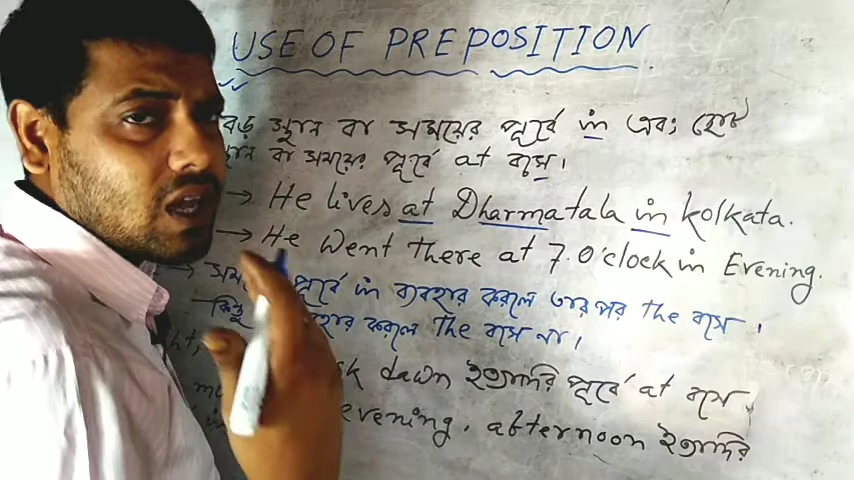 USE OF PREPOSITION.
বড় স্থান বা সময়ের পূর্বে in এবং ছোট
স্থান বা সময়ের পূর্বে at বসে।
→ He lives at Dharmatala in kolkata.
→ He Went there at 7.O'clock in Evening.
→ পূর্বে in ব্যবহার করলে তারপর the বসে।
কিন্তু ব্যবহার করলে the বসে না।
dawn ইত্যাদির পূর্বে at বসে
evening, afternoon ইত্যাদির